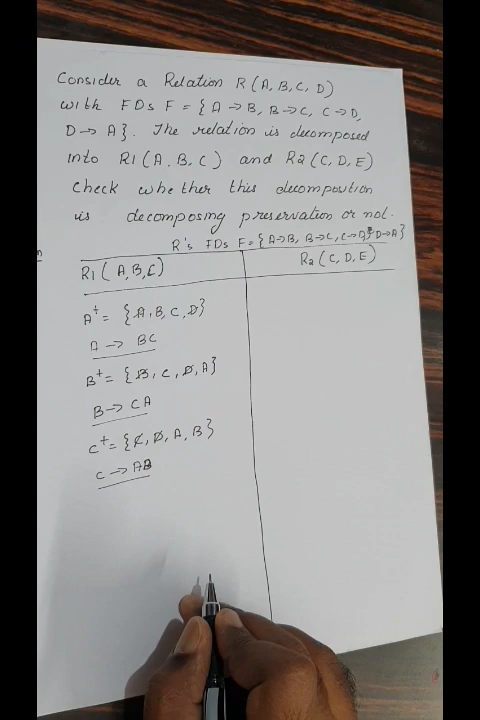 Consider a Relation R (A, B, C, D)
with FDs F = { A → B, B → C, C → D,
D → A}. The relation is decomposed
into R1 (A, B, C) and R2 (C, D, E)
Check whether this decomposition
is decomposing preservation or not.
R's FDs F = { A→B, B→C, C→D, D→A}
R1 ( A, B, C) R2 ( C, D, E)
A+ = { A, B, C, D}
A → BC
B+ = { B, C, D, A}
B → CA
C+ = { C, D, A, B}
C → AB